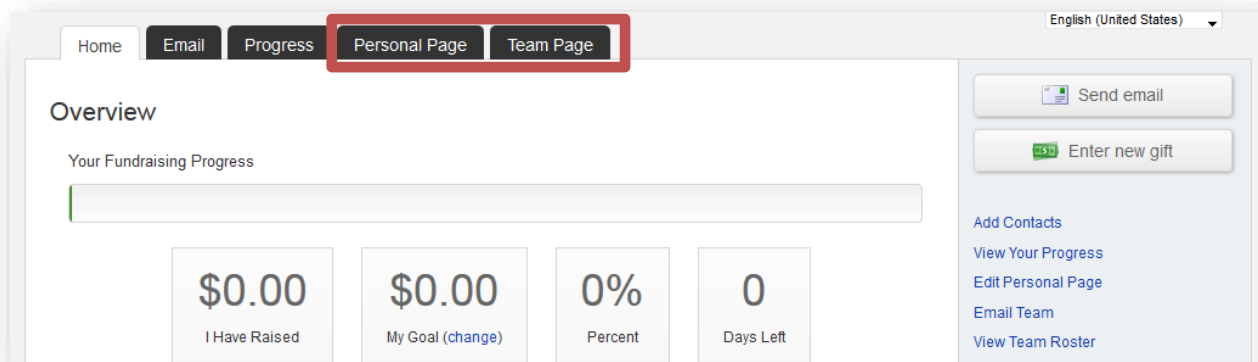 English (United States)
Home Email Progress Personal Page Team Page
Overview
Your Fundraising Progress
$0.00 $0.00 0% 0
I Have Raised My Goal (change) Percent Days Left
Send email
Enter new gift
Add Contacts
View Your Progress
Edit Personal Page
Email Team
View Team Roster